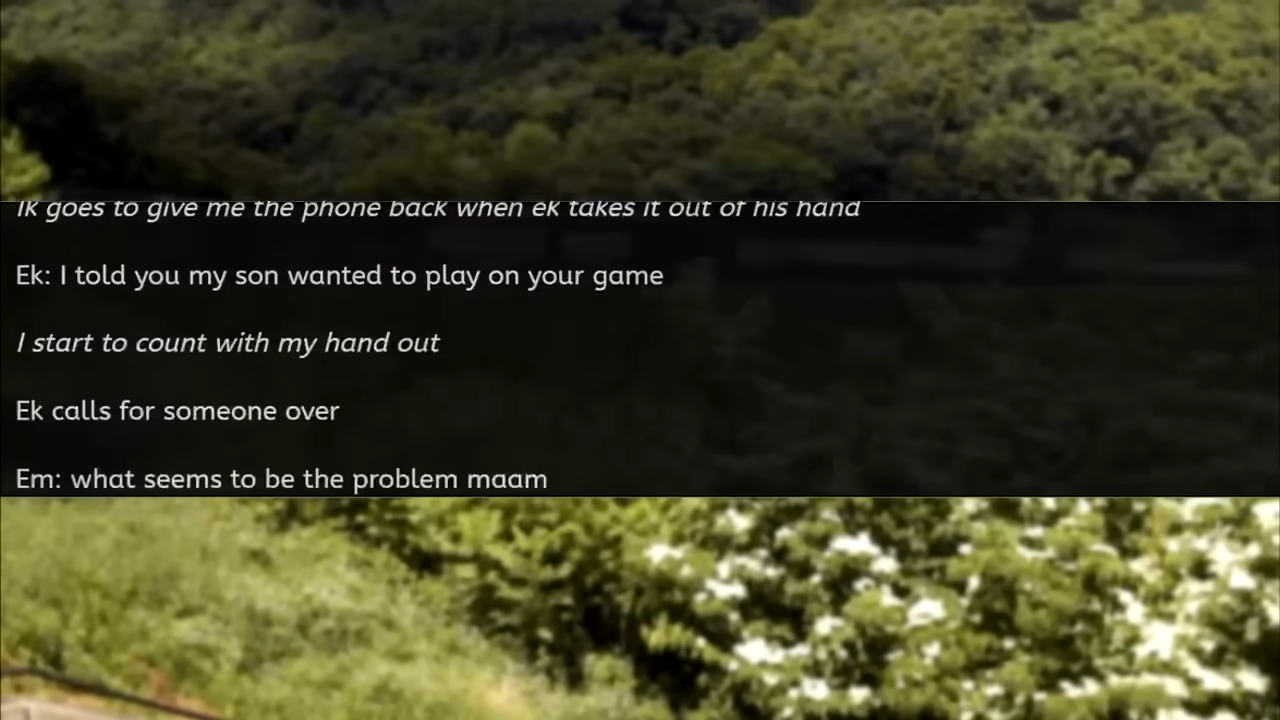 Ik goes to give me the phone back when ek takes it out of his hand
Ek: I told you my son wanted to play on your game
I start to count with my hand out
Ek calls for someone over
Em: what seems to be the problem maam